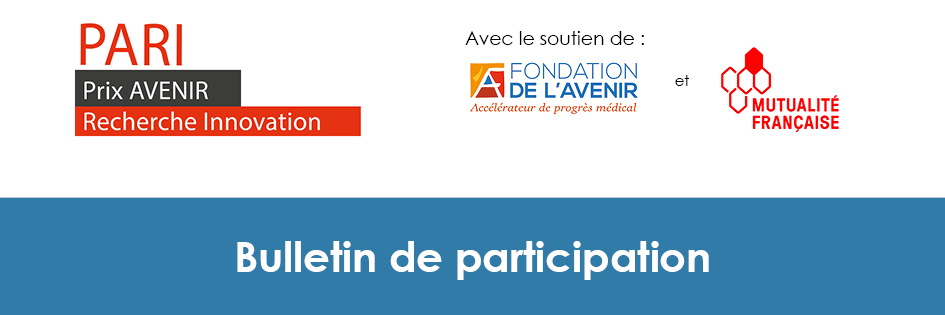 PARI
Prix AVENIR
Recherche Innovation
Avec le soutien de :
FONDATION
DE L'AVENIR
Accélérateur de progrès médical
et
MUTUALITÉ
FRANÇAISE
Bulletin de participation